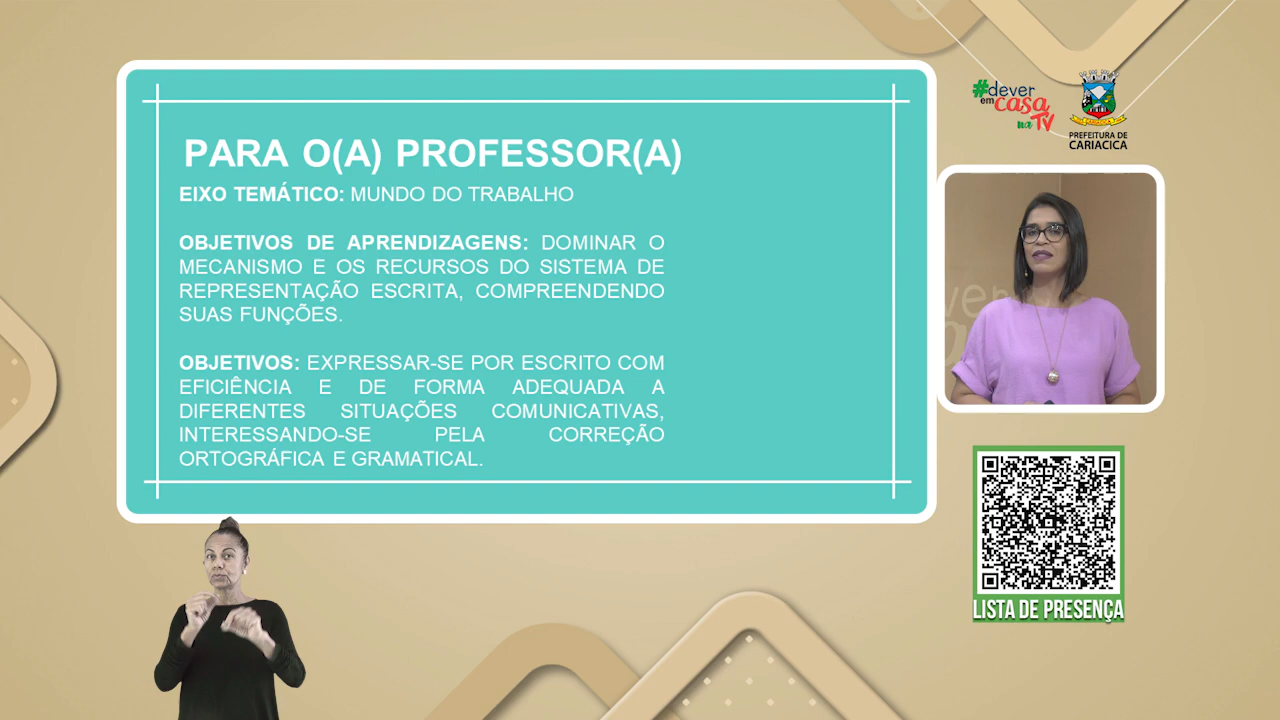 PARA O(A) PROFESSOR(A)
EIXO TEMÁTICO: MUNDO DO TRABALHO
OBJETIVOS DE APRENDIZAGENS: DOMINAR O
MECANISMO E OS RECURSOS DO SISTEMA DE
REPRESENTAÇÃO ESCRITA, COMPREENDENDO
SUAS FUNÇÕES.
OBJETIVOS: EXPRESSAR-SE POR ESCRITO COM
EFICIÊNCIA E DE FORMA ADEQUADA A
DIFERENTES SITUAÇÕES COMUNICATIVAS,
INTERESSANDO-SE PELA CORREÇÃO
ORTOGRÁFICA E GRAMATICAL.
#dever
em casa
na TV
PREFEITURA DE
CARIACICA
LISTA DE PRESENÇA